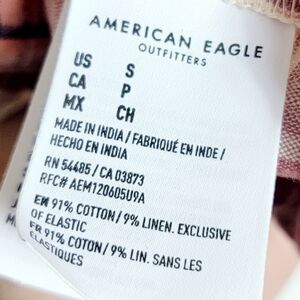 AMERICAN EAGLE
OUTFITTERS
US S
CA P
MX CH
MADE IN INDIA / FABRIQUÉ EN INDE /
HECHO EN INDIA
RN 54485 / CA 03873
RFC# AEM120605U9A
EN 91% COTTON / 9% LINEN. EXCLUSIVE
OF ELASTIC
FR 91% COTON / 9% LIN. SANS LES
ÉLASTIQUES